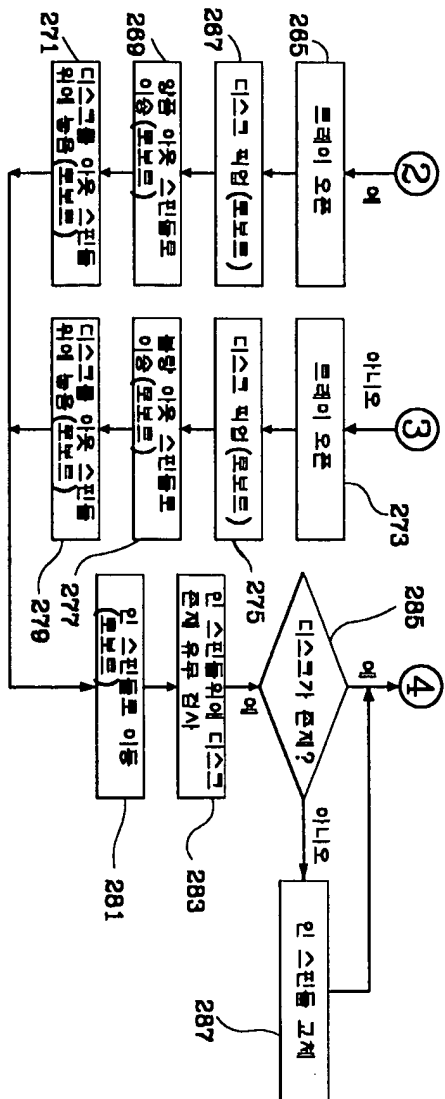 ②
예
265
트레이 오픈
267
디스크 픽업(로보트)
269
양품 아웃 스핀들로
이송(로보트)
271
디스크를 아웃 스핀들
위에 놓음(로보트)
③
아니오
트레이 오픈
273
디스크 픽업(로보트)
275
불량 아웃 스핀들로
이송(로보트)
277
디스크를 아웃 스핀들
위에 놓음(로보트)
279
④
예
285
디스크가 존재?
예
아니오
인 스핀들 교체
287
인 스핀들위에 디스크
존재 유무 검사
283
인 스핀들로 이동
(로보트)
281